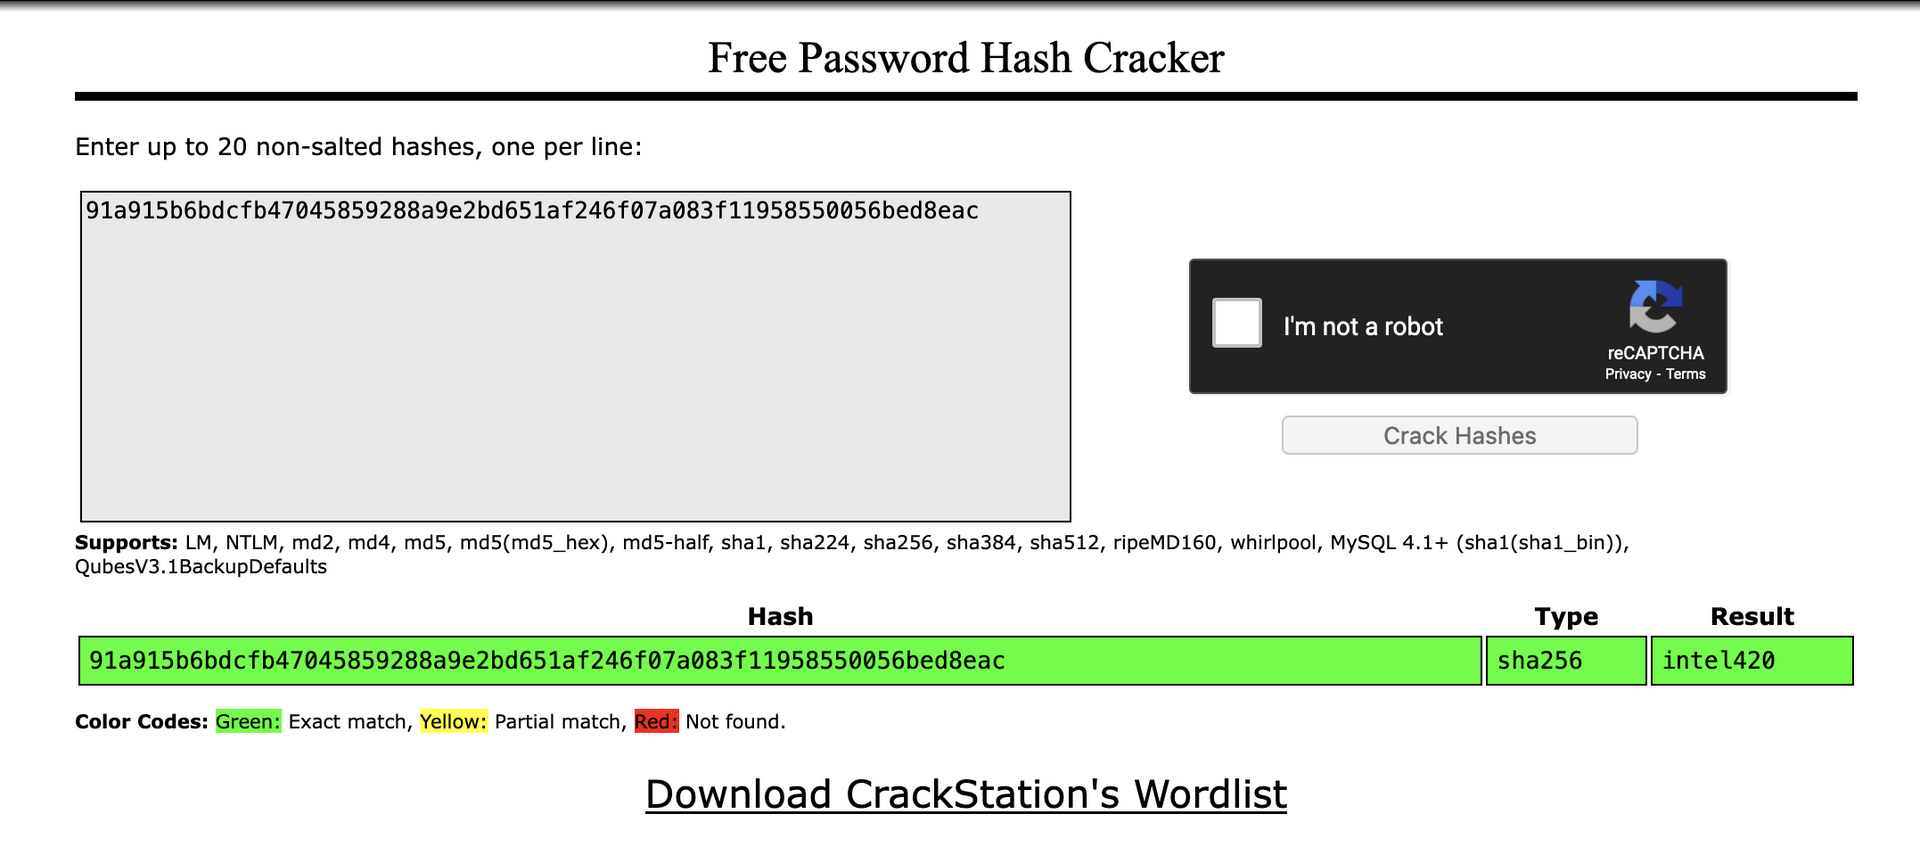 Free Password Hash Cracker
Enter up to 20 non-salted hashes, one per line:
91a915b6bdcfb47045859288a9e2bd651af246f07a083f11958550056bed8eac
I'm not a robot
reCAPTCHA
Privacy - Terms
Crack Hashes
Supports: LM, NTLM, md2, md4, md5, md5(md5_hex), md5-half, sha1, sha224, sha256, sha384, sha512, ripeMD160, whirlpool, MySQL 4.1+ (sha1(sha1_bin)),
QubesV3.1BackupDefaults
Hash Type Result
91a915b6bdcfb47045859288a9e2bd651af246f07a083f11958550056bed8eac sha256 intel420
Color Codes: Green: Exact match, Yellow: Partial match, Red: Not found.
Download CrackStation's Wordlist